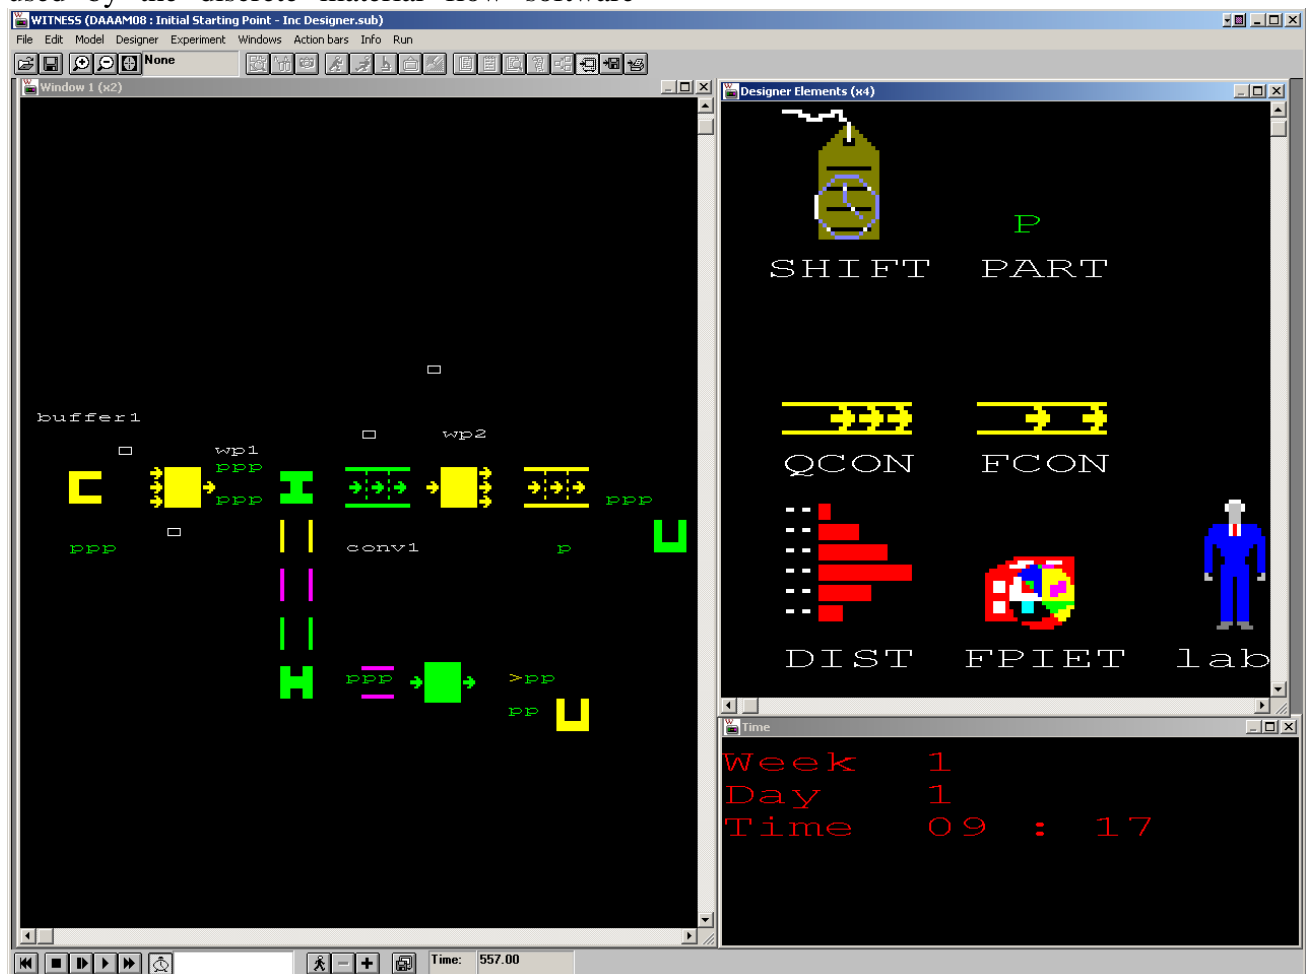 used by the discrete material flow software
WITNESS (DAAAM08 : Initial Starting Point - Inc Designer.sub)
File Edit Model Designer Experiment Windows Action bars Info Run
None
Window 1 (x2)
buffer1
wp1
wp2
ppp
ppp
ppp
ppp
conv1
p
ppp
>pp
pp
Designer Elements (x4)
P
SHIFT PART
QCON FCON
DIST FPIET lab
Time
Week 1
Day 1
Time 09 : 17
Time: 557.00